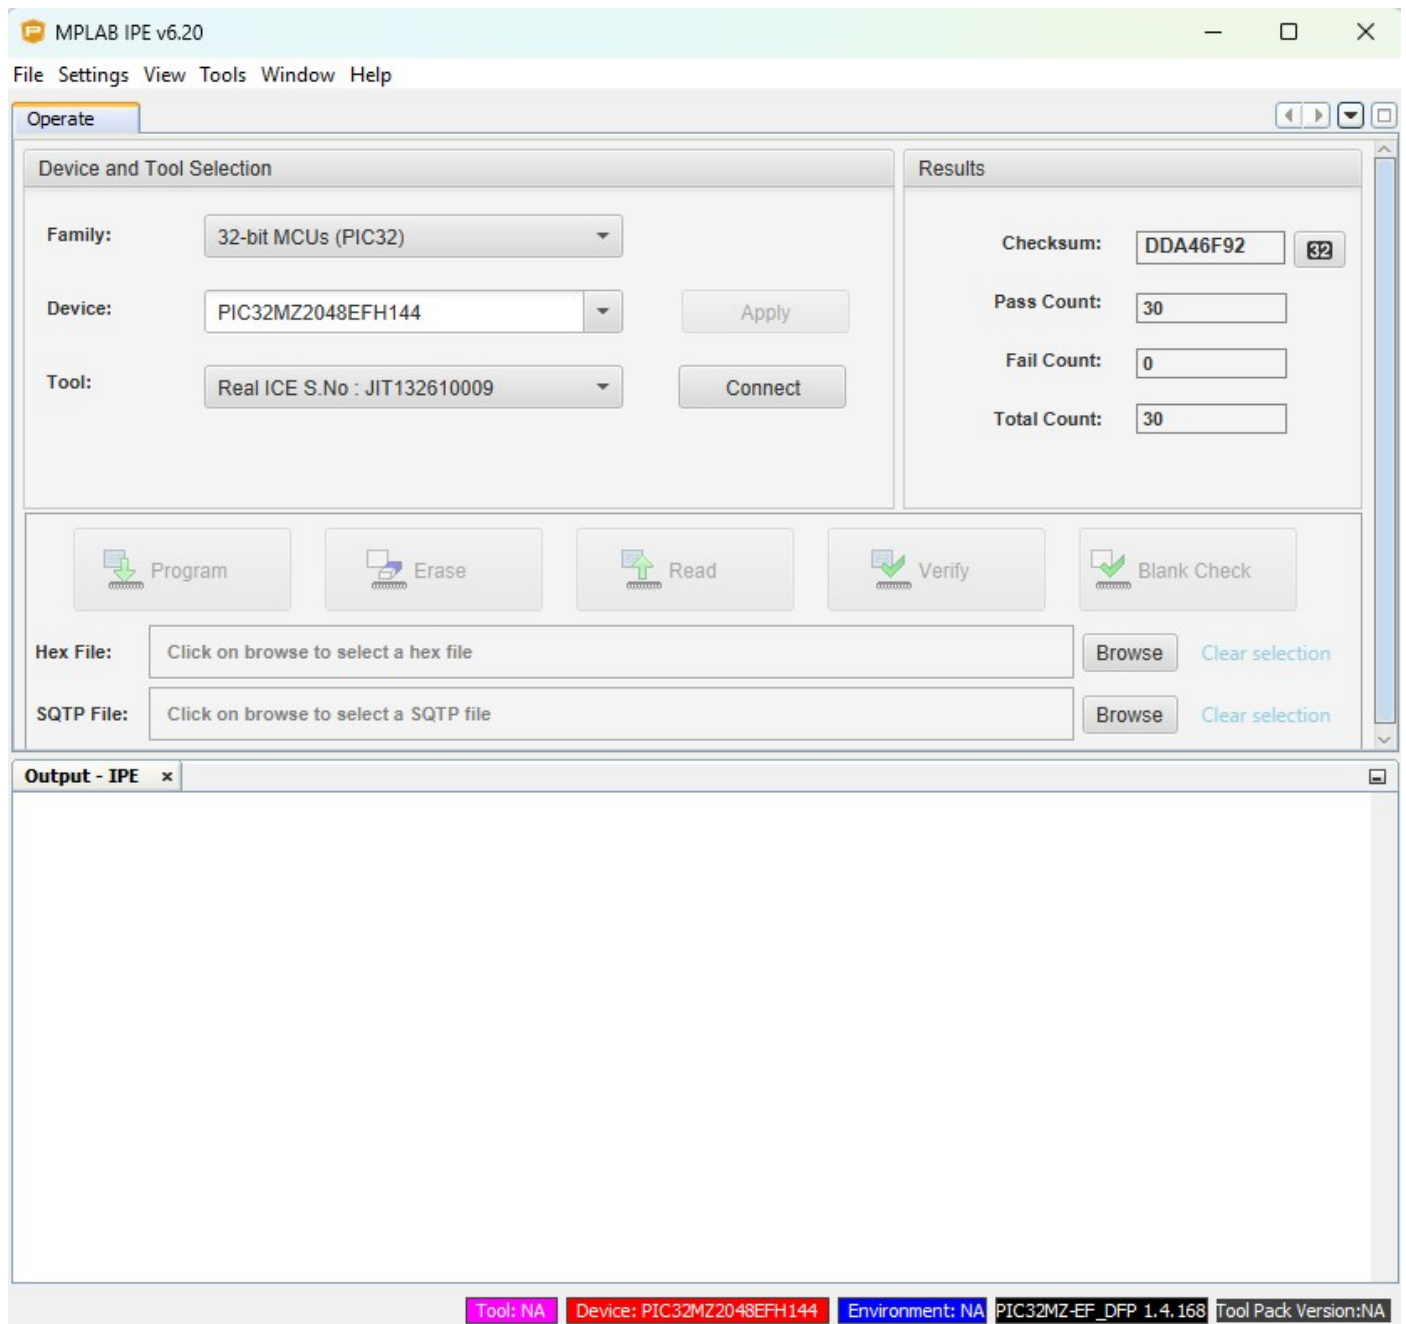 MPLAB IPE v6.20
File Settings View Tools Window Help
Operate
Device and Tool Selection
Family: 32-bit MCUs (PIC32)
Device: PIC32MZ2048EFH144 Apply
Tool: Real ICE S.No : JIT132610009 Connect
Results
Checksum: DDA46F92 32
Pass Count: 30
Fail Count: 0
Total Count: 30
Program Erase Read Verify Blank Check
Hex File: Click on browse to select a hex file Browse Clear selection
SQTP File: Click on browse to select a SQTP file Browse Clear selection
Output - IPE
Tool: NA Device: PIC32MZ2048EFH144 Environment: NA PIC32MZ-EF_DFP 1.4.168 Tool Pack Version:NA